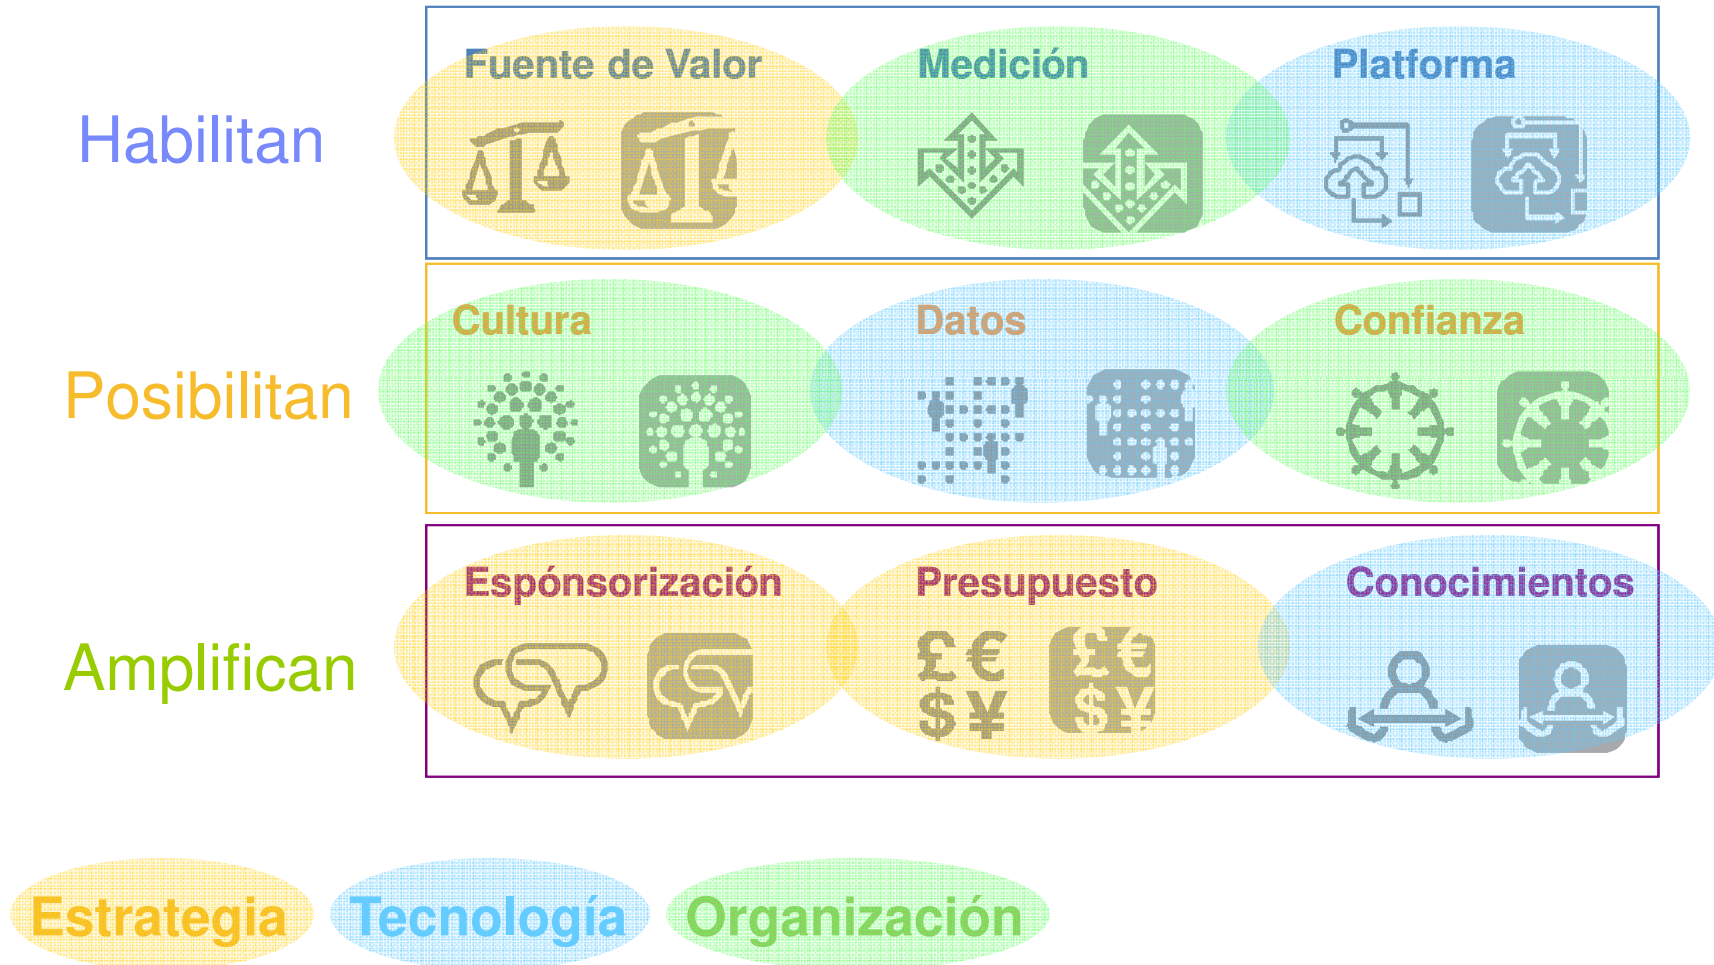 Fuente de Valor
Medición
Platforma
Habilitan
Cultura
Datos
Confianza
Posibilitan
Espónsorización
Presupuesto
Conocimientos
£ €
$ ¥
£ €
$ ¥
Amplifican
Estrategia
Tecnología
Organización